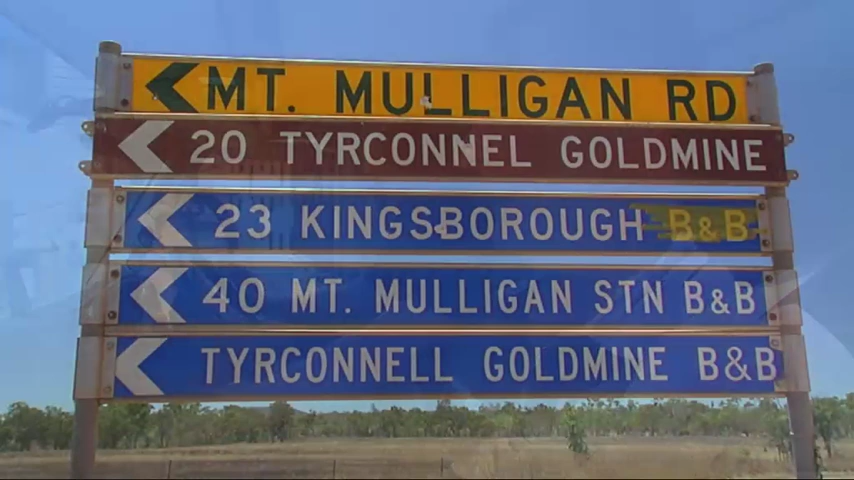 MT. MULLIGAN RD
20 TYRCONNEL GOLDMINE
23 KINGSBOROUGH B&B
40 MT. MULLIGAN STN B&B
TYRCONNELL GOLDMINE B&B